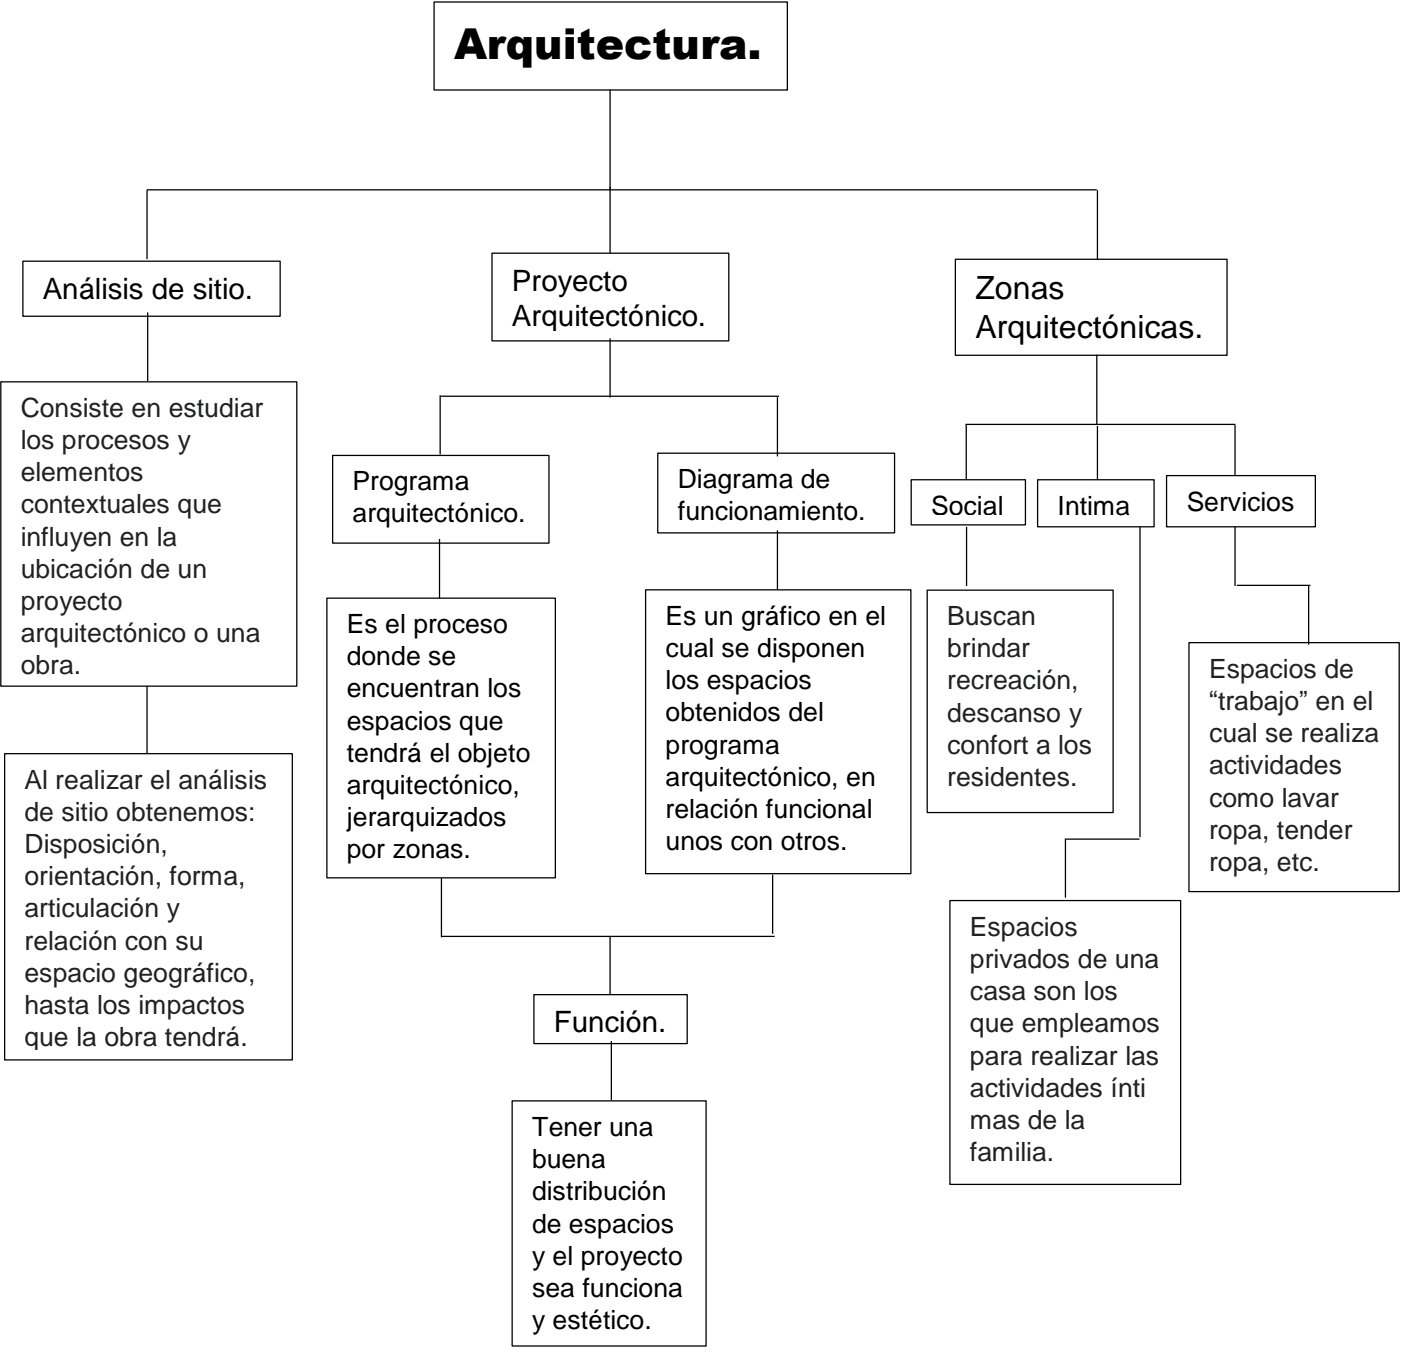 Arquitectura.
Análisis de sitio.
Proyecto
Arquitectónico.
Zonas
Arquitectónicas.
Consiste en estudiar
los procesos y
elementos
contextuales que
influyen en la
ubicación de un
proyecto
arquitectónico o una
obra.
Programa
arquitectónico.
Diagrama de
funcionamiento.
Social
Intima
Servicios
Es el proceso
donde se
encuentran los
espacios que
tendrá el objeto
arquitectónico,
jerarquizados
por zonas.
Es un gráfico en el
cual se disponen
los espacios
obtenidos del
programa
arquitectónico, en
relación funcional
unos con otros.
Buscan
brindar
recreación,
descanso y
confort a los
residentes.
Espacios de
“trabajo” en el
cual se realiza
actividades
como lavar
ropa, tender
ropa, etc.
Al realizar el análisis
de sitio obtenemos:
Disposición,
orientación, forma,
articulación y
relación con su
espacio geográfico,
hasta los impactos
que la obra tendrá.
Espacios
privados de una
casa son los
que empleamos
para realizar las
actividades ínti
mas de la
familia.
Función.
Tener una
buena
distribución
de espacios
y el proyecto
sea funciona
y estético.